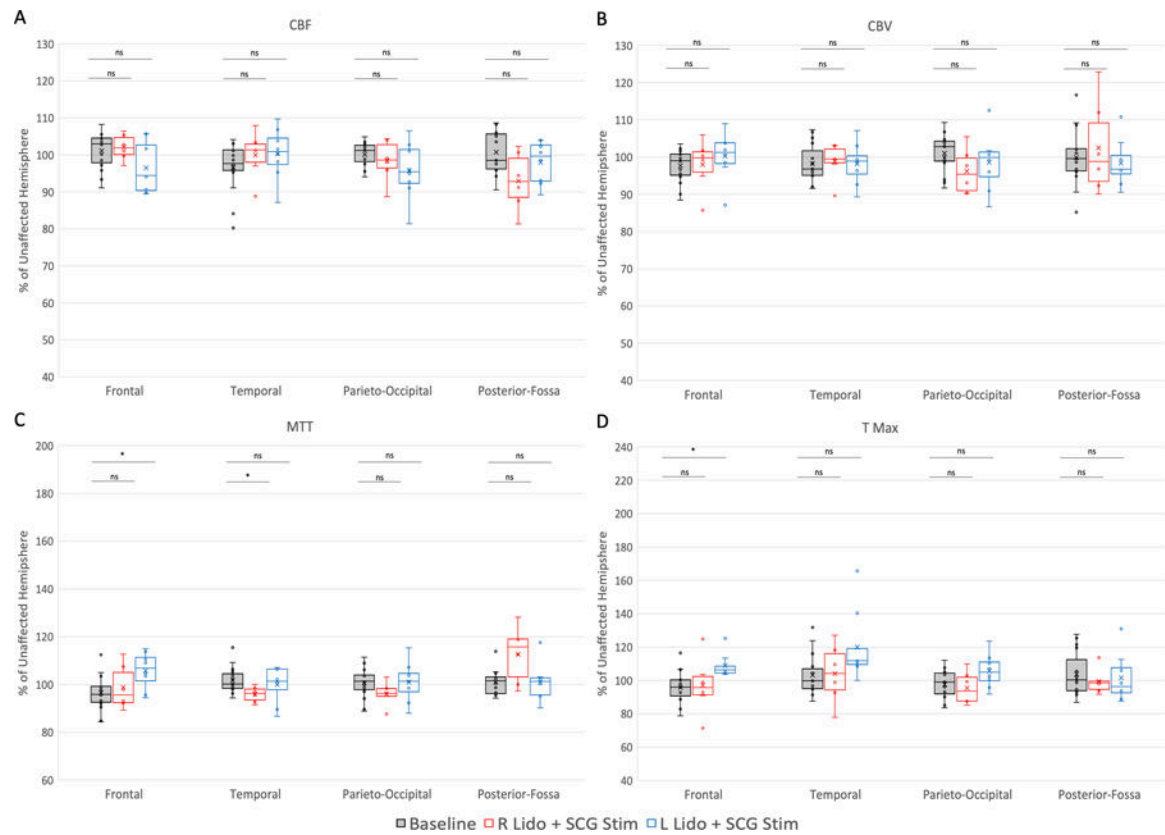 A
CBF
ns ns ns ns
ns ns ns ns
% of Unaffected Hemipshere
130
120
110
100
90
80
70
60
50
40
Frontal Temporal Parieto-Occipital Posterior-Fossa
B
CBV
ns ns ns ns
ns ns ns ns
% of Unaffected Hemipshere
130
120
110
100
90
80
70
60
50
40
Frontal Temporal Parieto-Occipital Posterior-Fossa
C
MTT
* ns ns ns
ns * ns ns
% of Unaffected Hemipshere
200
180
160
140
120
100
80
60
Frontal Temporal Parieto-Occipital Posterior-Fossa
D
T Max
* ns ns ns
ns ns ns ns
% of Unaffected Hemipshere
240
220
200
180
160
140
120
100
80
60
40
Frontal Temporal Parieto-Occipital Posterior-Fossa
Baseline R Lido + SCG Stim L Lido + SCG Stim